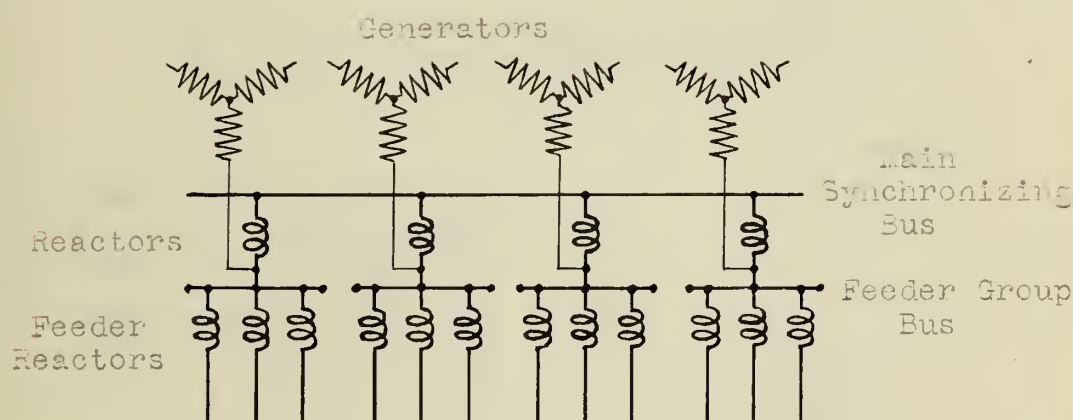 Generators
Main
Synchronizing
Bus
Reactors
Feeder Group
Bus
Feeder
Reactors